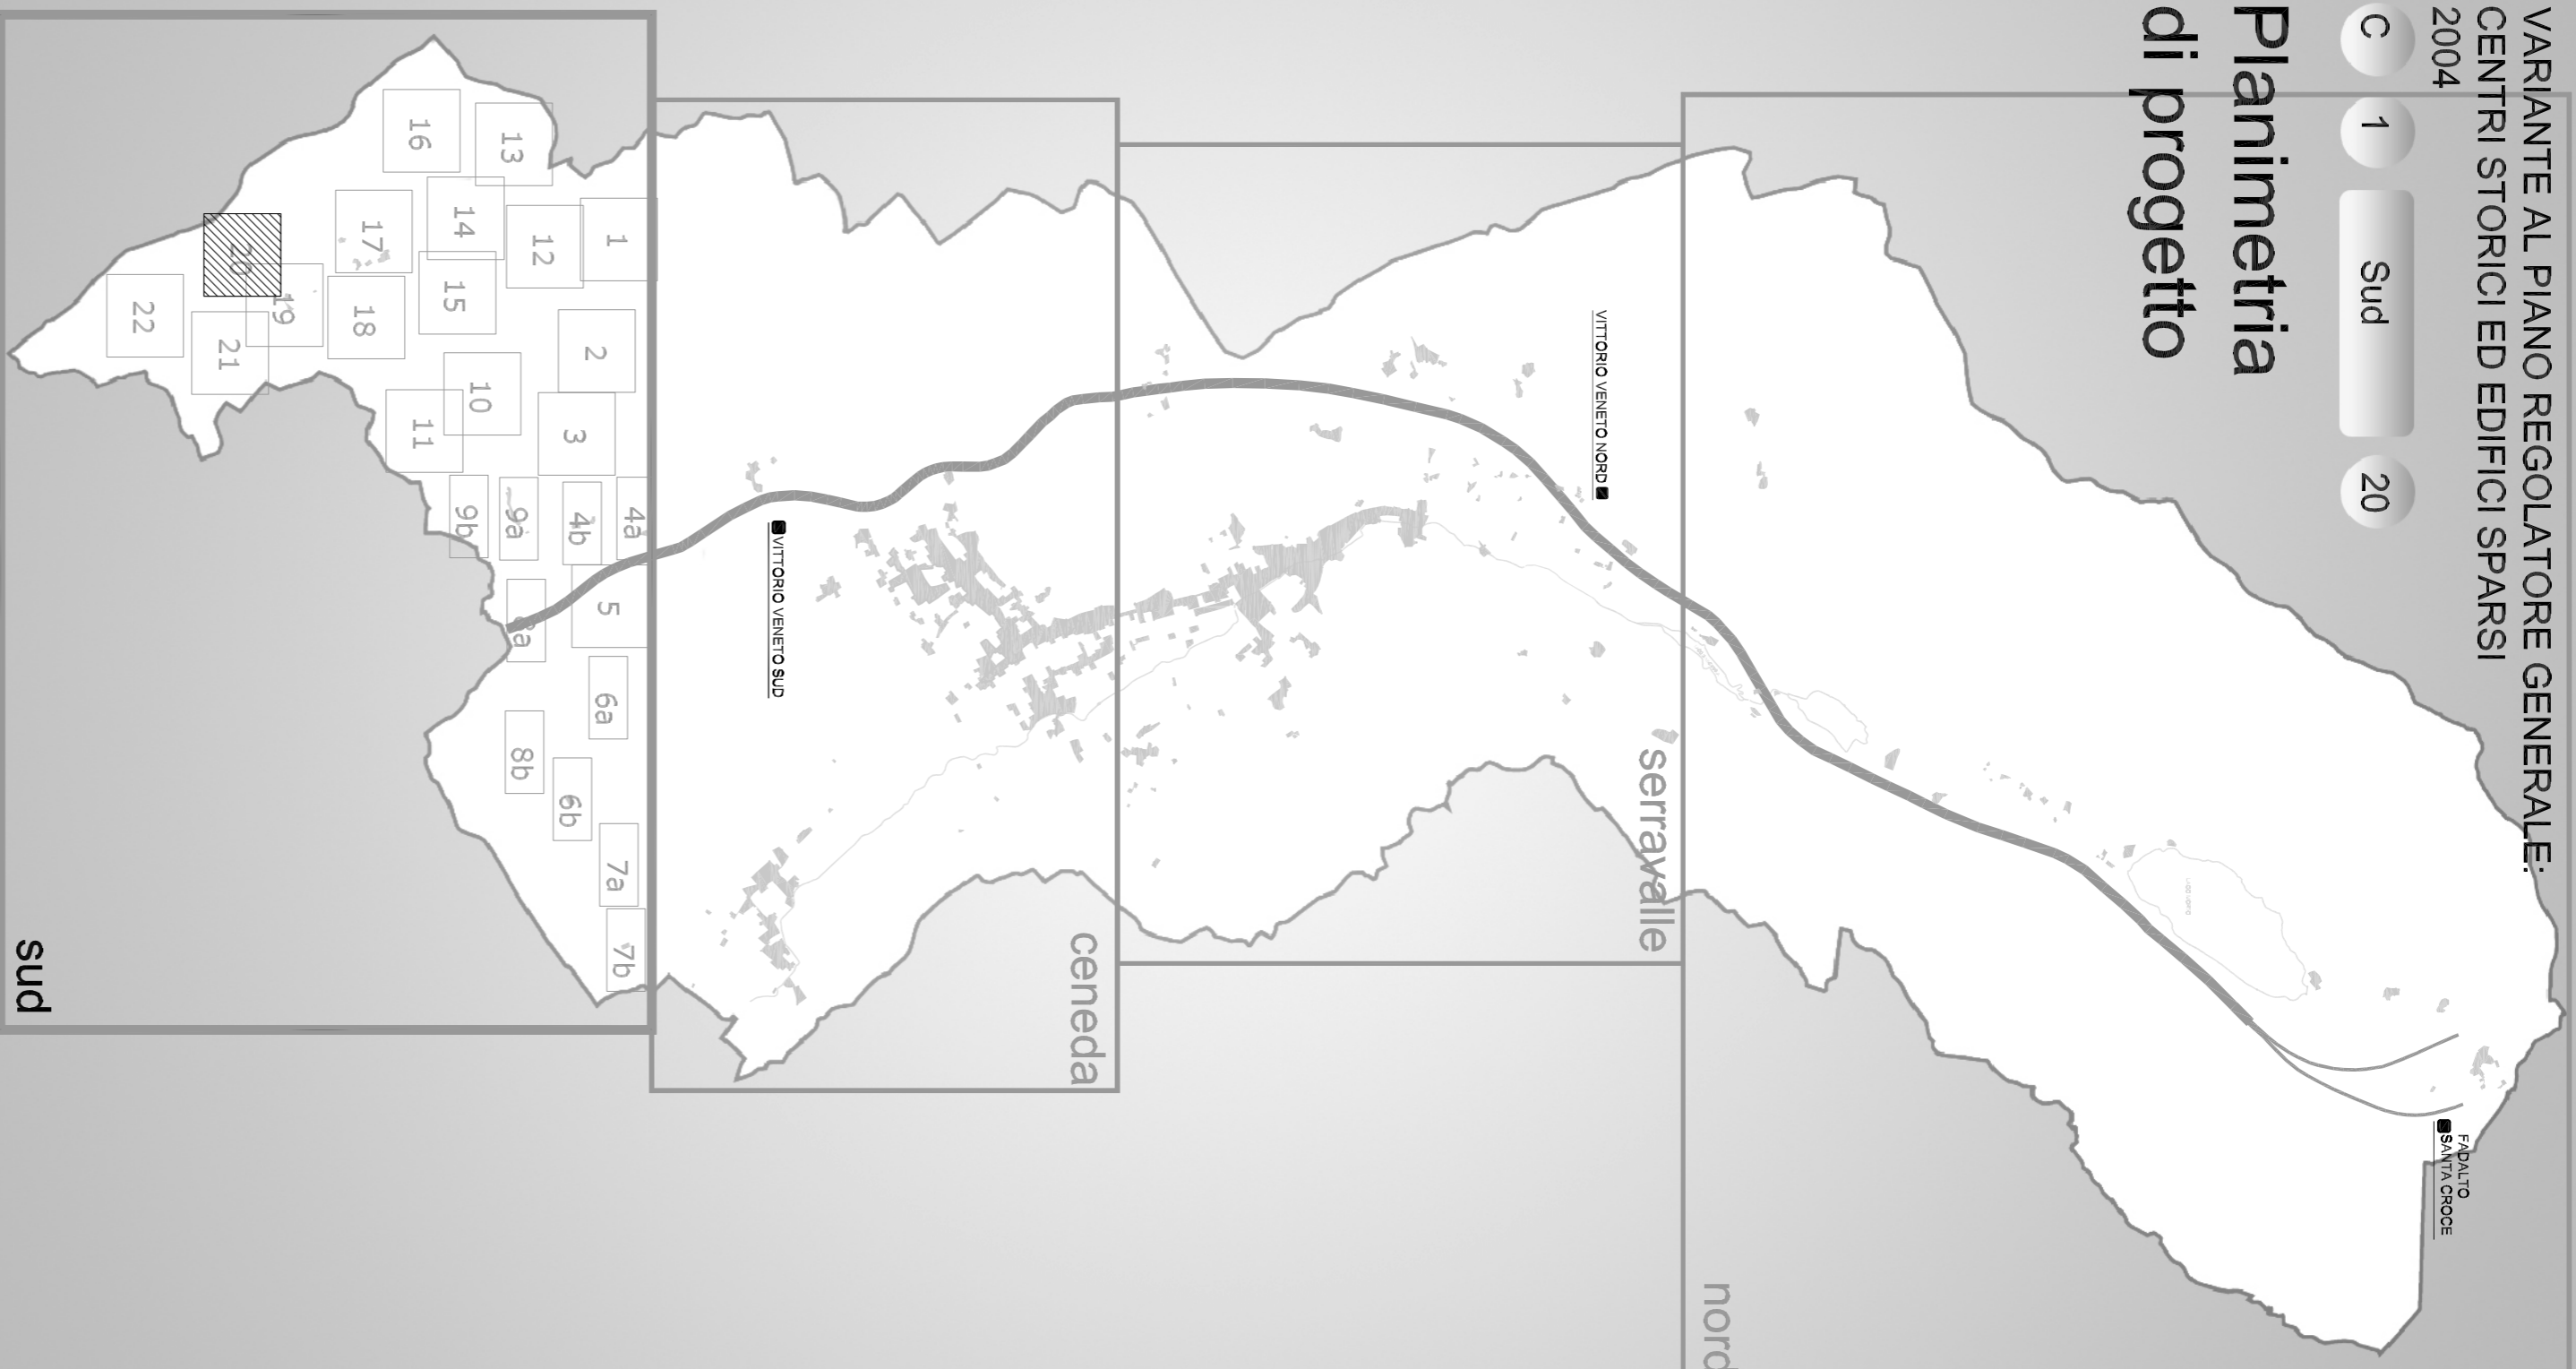 VARIANTE AL PIANO REGOLATORE GENERALE:
CENTRI STORICI ED EDIFICI SPARSI
2004
C 1 Sud 20
Planimetria
di progetto
FADALTO
SANTA CROCE
nord
VITTORIO VENETO NORD
serravalle
ceneda
VITTORIO VENETO SUD
1
2
3
4a
4b
5
6a
6b
7a
7b
8b
9a
9b
10
11
12
13
14
15
16
17
18
19
20
21
22
sud